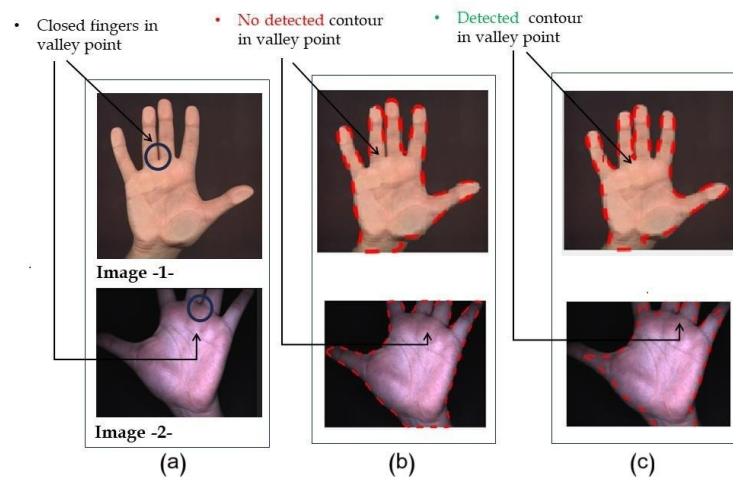 • Closed fingers in
valley point
• No detected contour
in valley point
• Detected contour
in valley point
Image -1-
Image -2-
(a)
(b)
(c)